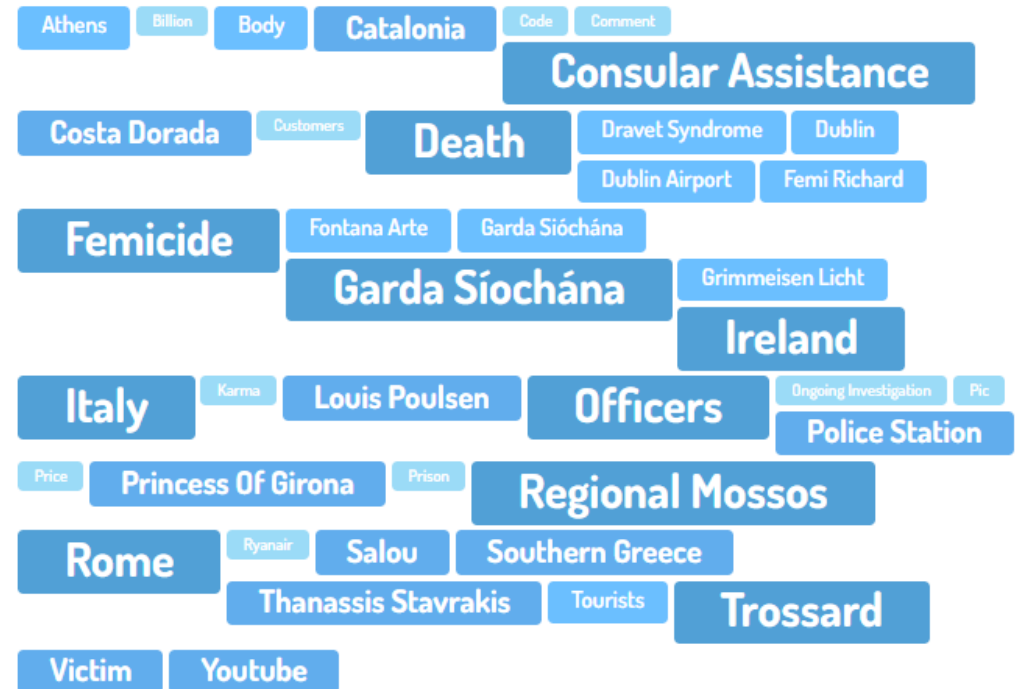 Athens Billion Body Catalonia Code Comment
Consular Assistance
Costa Dorada Customers Death Dravet Syndrome Dublin
Dublin Airport Femi Richard
Femicide Fontana Arte Garda Sióchána
Garda Síochána Grimmeisen Licht
Ireland
Italy Karma Louis Poulsen Officers Ongoing Investigation Pic
Police Station
Price Princess Of Girona Prison Regional Mossos
Rome Ryanair Salou Southern Greece
Thanassis Stavrakis Tourists Trossard
Victim Youtube